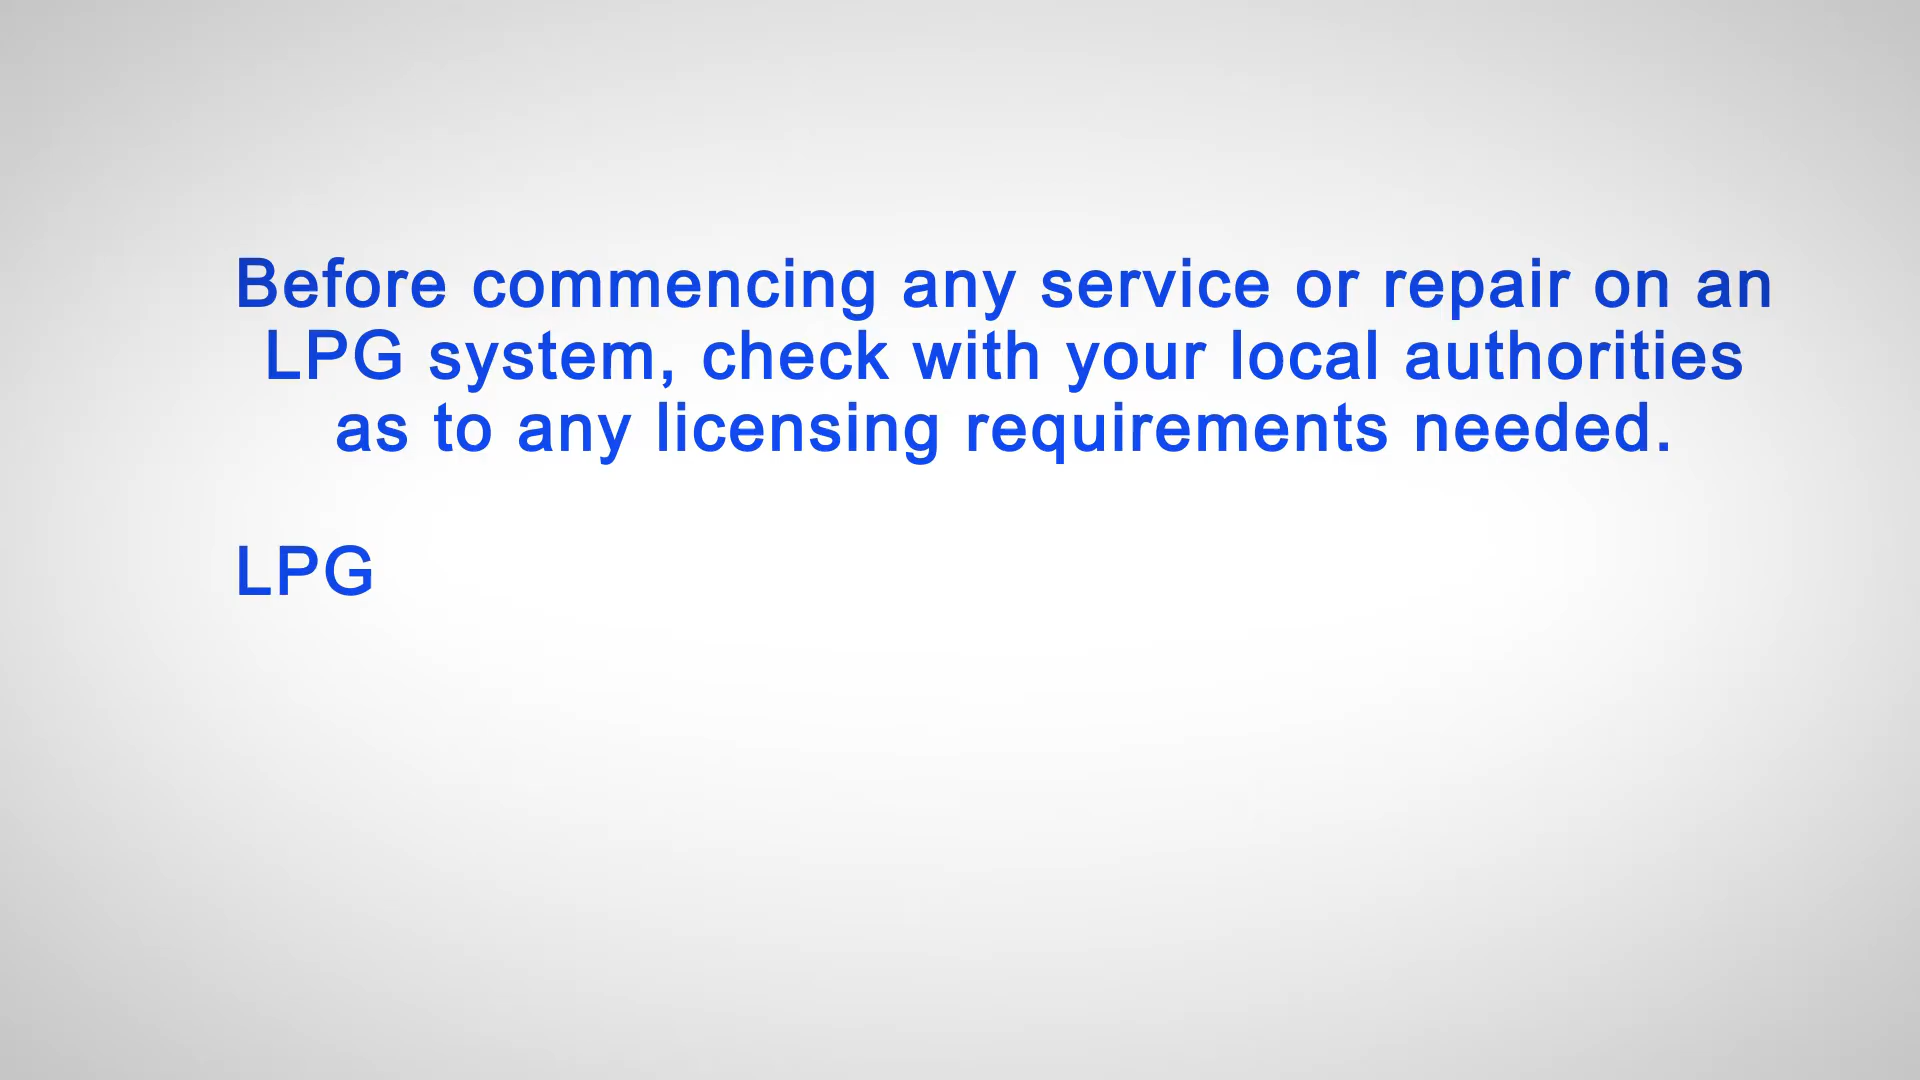 Before commencing any service or repair on an
LPG system, check with your local authorities
as to any licensing requirements needed.
LPG